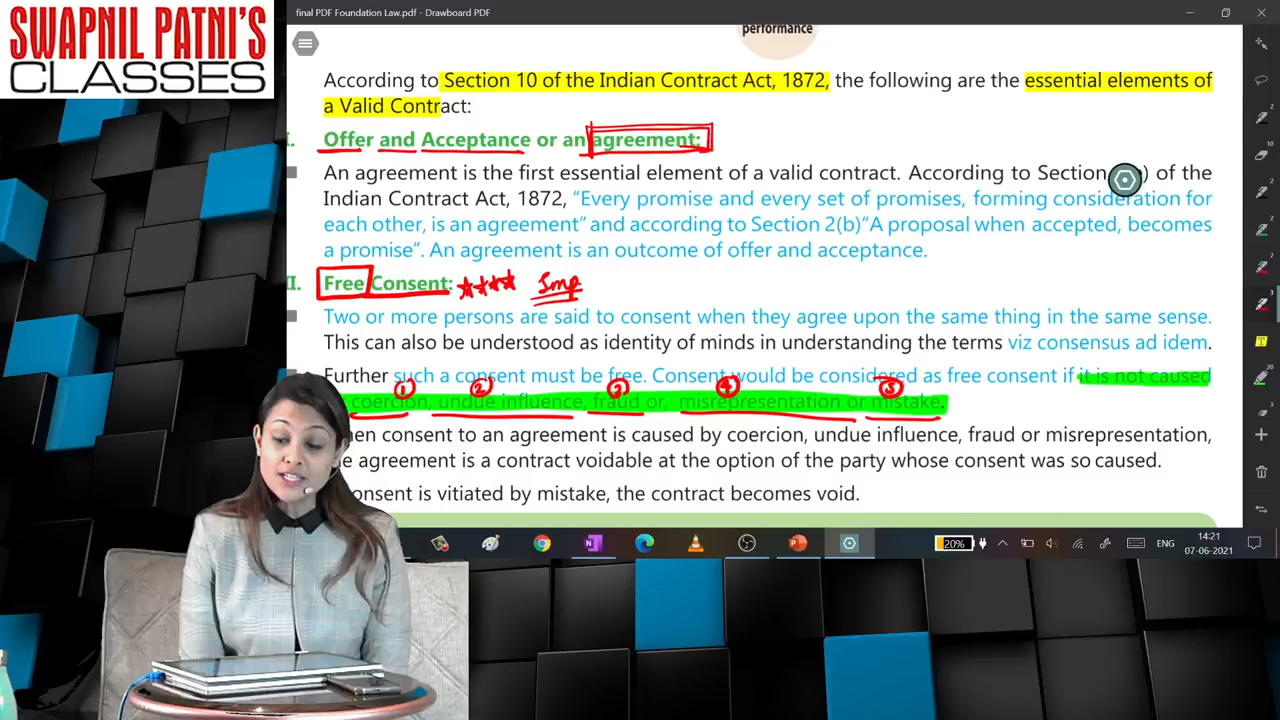 final PDF Foundation Law.pdf - Drawboard PDF
SWAPNIL PATNI'S
CLASSES
performance
According to Section 10 of the Indian Contract Act, 1872, the following are the essential elements of
a Valid Contract:
I. Offer and Acceptance or an agreement:
An agreement is the first essential element of a valid contract. According to Section ) of the
Indian Contract Act, 1872, “Every promise and every set of promises, forming consideration for
each other, is an agreement” and according to Section 2(b)“A proposal when accepted, becomes
a promise”. An agreement is an outcome of offer and acceptance.
II. Free Consent: Imp
Two or more persons are said to consent when they agree upon the same thing in the same sense.
This can also be understood as identity of minds in understanding the terms viz consensus ad idem.
Further such a consent must be free. Consent would be considered as free consent if it is not caused
1 2 3 4 5
coercion, undue influence, fraud or, misrepresentation or mistake.
consent to an agreement is caused by coercion, undue influence, fraud or misrepresentation,
agreement is a contract voidable at the option of the party whose consent was so caused.
consent is vitiated by mistake, the contract becomes void.
20%
ENG
14:21
07-06-2021